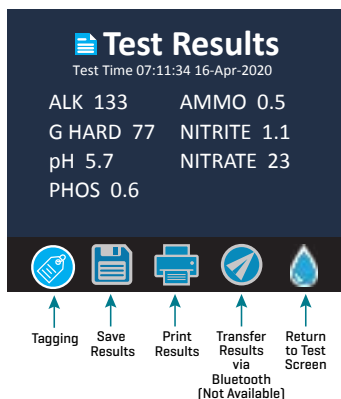 Test Results
Test Time 07:11:34 16-Apr-2020
ALK 133 AMMO 0.5
G HARD 77 NITRITE 1.1
pH 5.7 NITRATE 23
PHOS 0.6
Tagging
Save
Results
Print
Results
Transfer
Results
via
Bluetooth
(Not Available)
Return
to Test
Screen